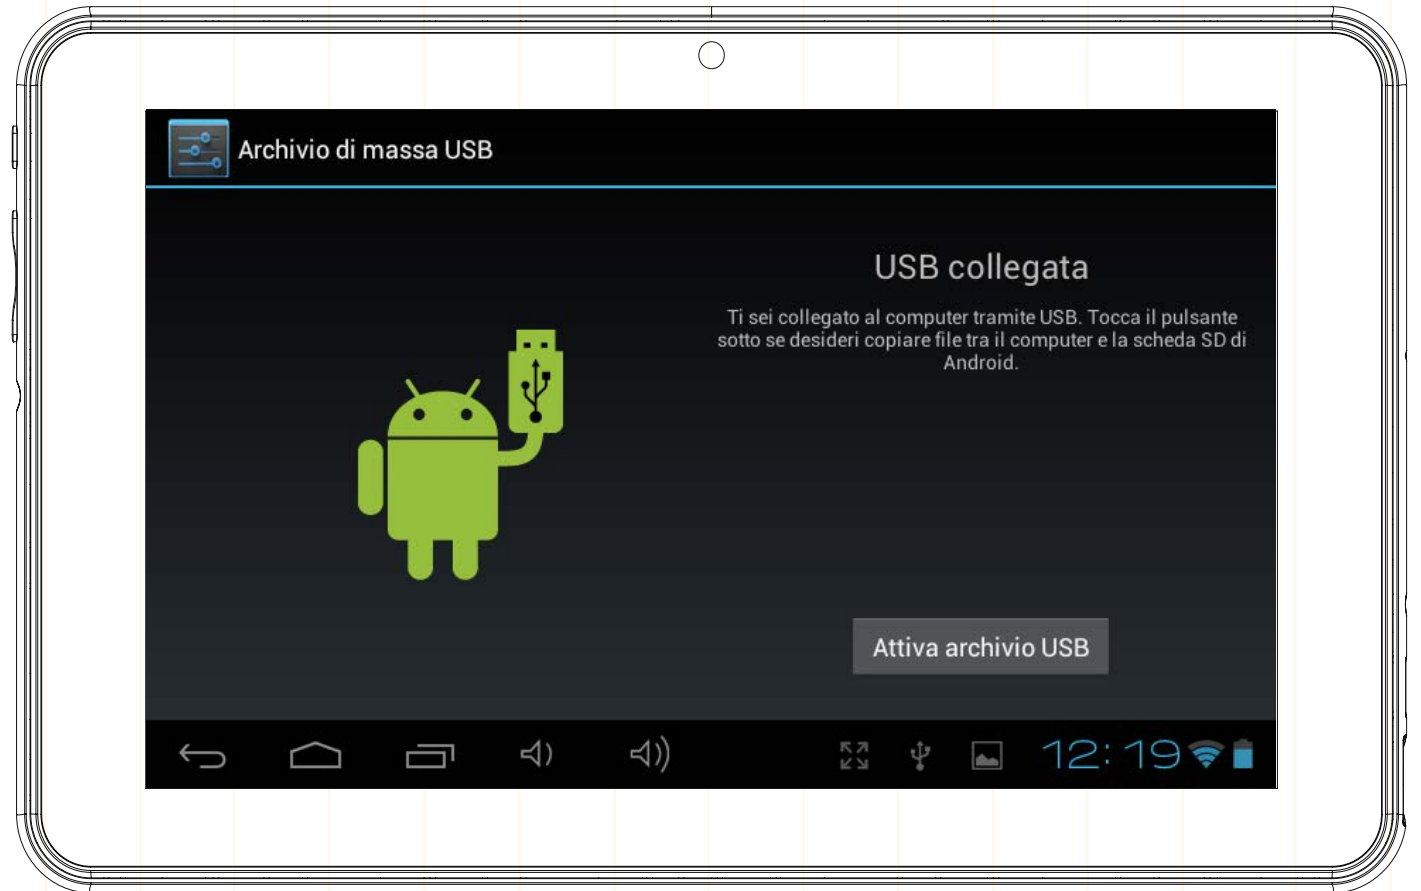 Archivio di massa USB
USB collegata
Ti sei collegato al computer tramite USB. Tocca il pulsante
sotto se desideri copiare file tra il computer e la scheda SD di
Android.
Attiva archivio USB
12:19